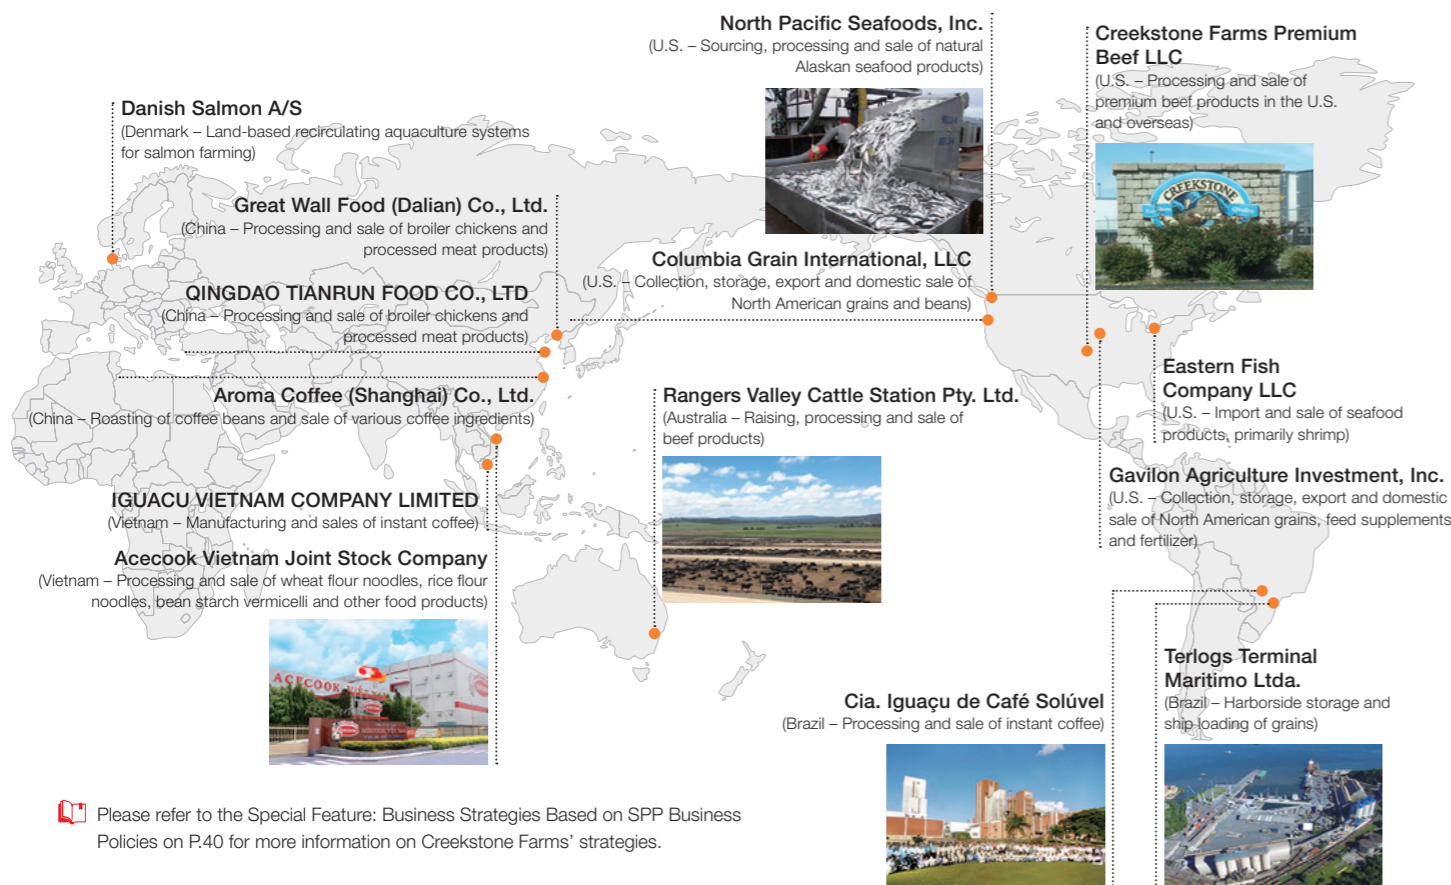 North Pacific Seafoods, Inc.
(U.S. – Sourcing, processing and sale of natural
Alaskan seafood products)
Creekstone Farms Premium
Beef LLC
(U.S. – Processing and sale of
premium beef products in the U.S.
and overseas)
CREEKSTONE
Danish Salmon A/S
(Denmark – Land-based recirculating aquaculture systems
for salmon farming)
Great Wall Food (Dalian) Co., Ltd.
(China – Processing and sale of broiler chickens and
processed meat products)
Columbia Grain International, LLC
(U.S. – Collection, storage, export and domestic sale of
North American grains and beans)
QINGDAO TIANRUN FOOD CO., LTD
(China – Processing and sale of broiler chickens and
processed meat products)
Eastern Fish
Company LLC
(U.S. – Import and sale of seafood
products, primarily shrimp)
Aroma Coffee (Shanghai) Co., Ltd.
(China – Roasting of coffee beans and sale of various coffee ingredients)
Rangers Valley Cattle Station Pty. Ltd.
(Australia – Raising, processing and sale of
beef products)
Gavilon Agriculture Investment, Inc.
(U.S. – Collection, storage, export and domestic
sale of North American grains, feed supplements
and fertilizer)
IGUACU VIETNAM COMPANY LIMITED
(Vietnam – Manufacturing and sales of instant coffee)
Acecook Vietnam Joint Stock Company
(Vietnam – Processing and sale of wheat flour noodles, rice flour
noodles, bean starch vermicelli and other food products)
ACECOOK VIỆT NAM
Terlogs Terminal
Maritimo Ltda.
(Brazil – Harborside storage and
ship loading of grains)
Cia. Iguaçu de Café Solúvel
(Brazil – Processing and sale of instant coffee)
Please refer to the Special Feature: Business Strategies Based on SPP Business
Policies on P.40 for more information on Creekstone Farms’ strategies.